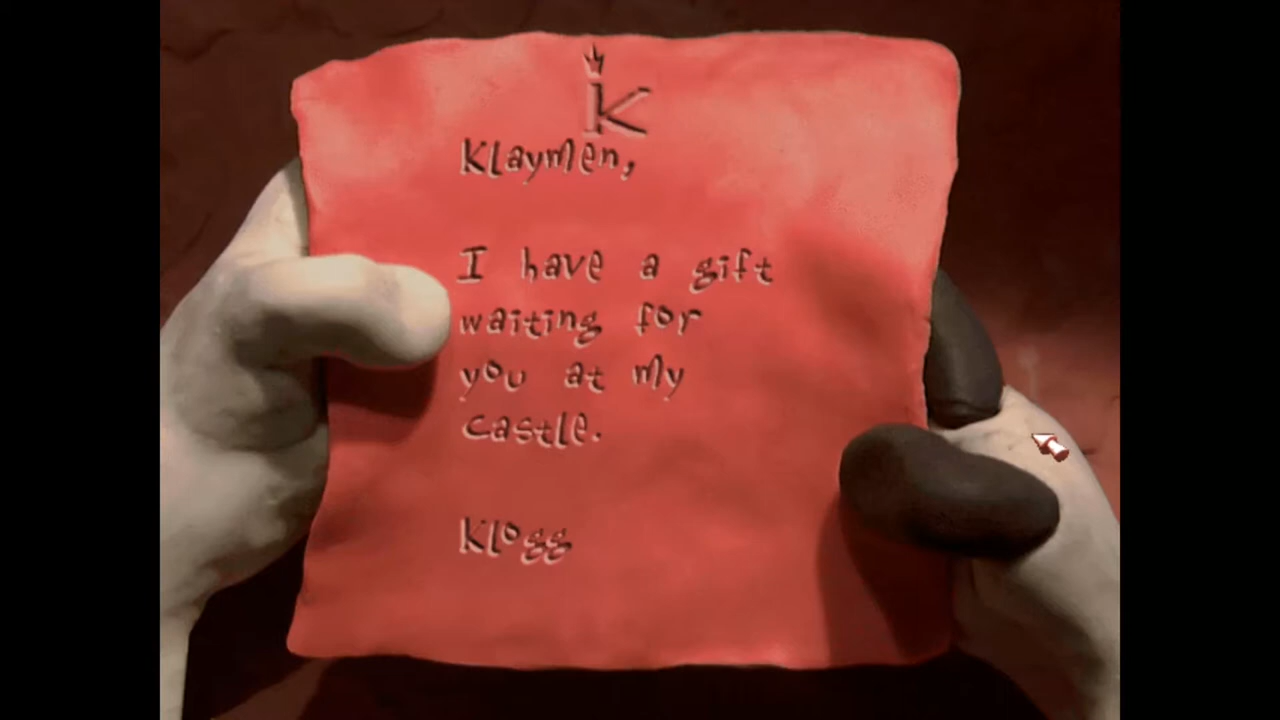 K
Klaymen,
I have a gift
waiting for
you at my
castle.
Klogg